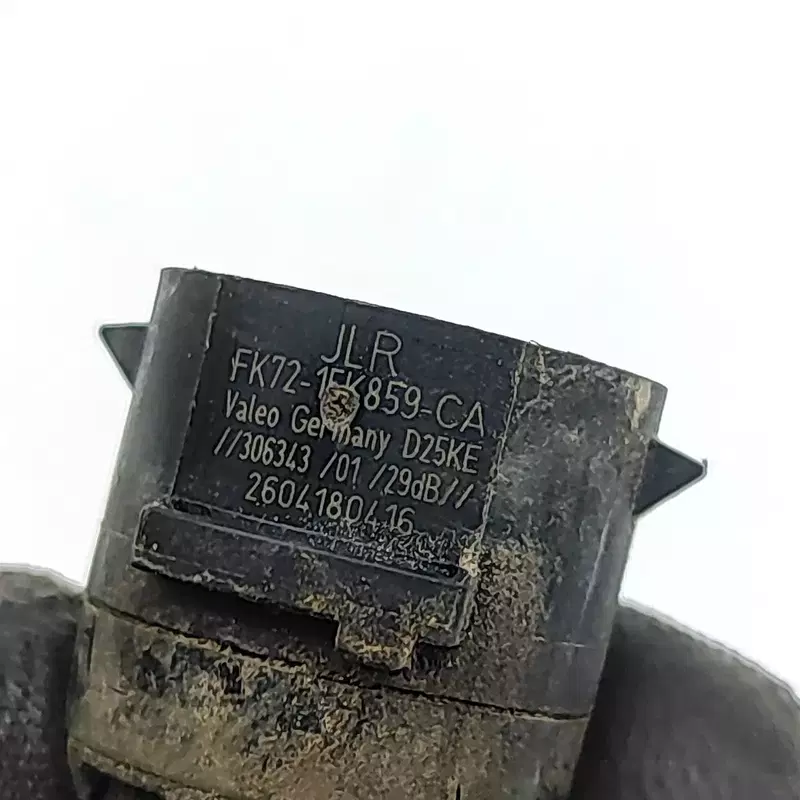 JLR
FK72-15K859-CA
Valeo Germany D25KE
//306343 /01 /29dB//
2604180416